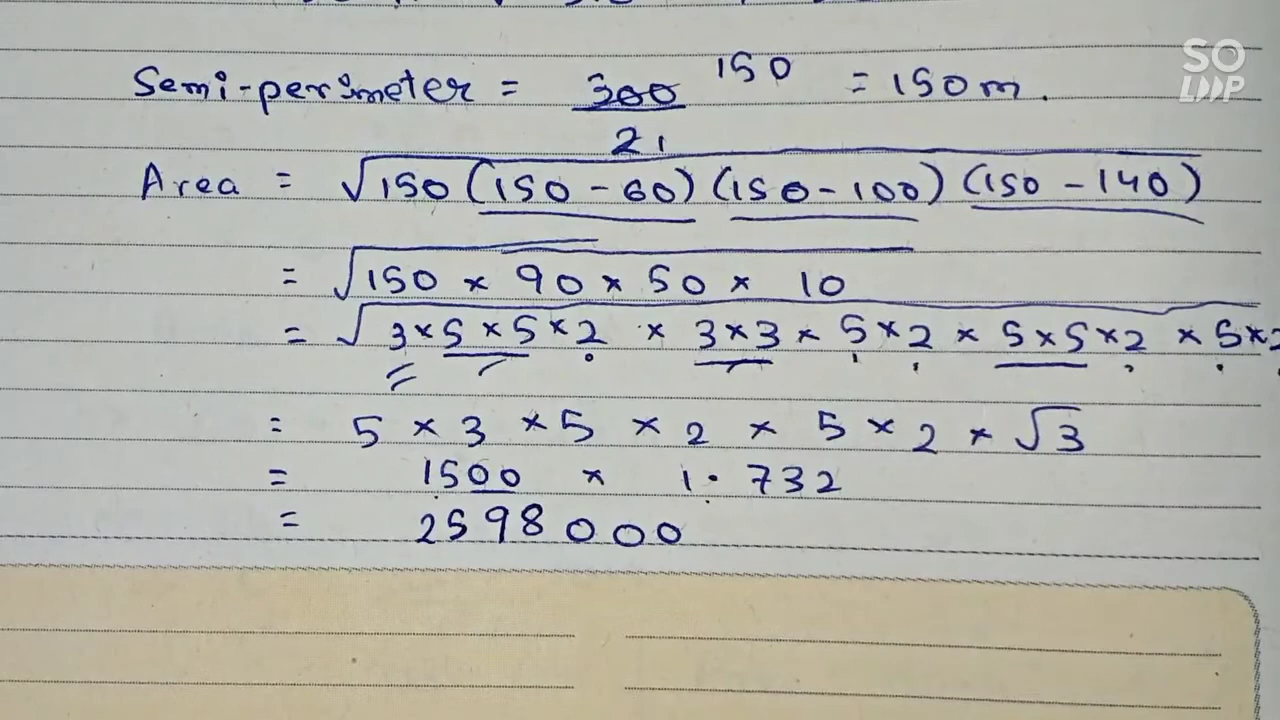 SO
LOOP
Semi-perimeter = 300 150 = 150m.
21
Area = √150 (150 - 60) (150 - 100) (150 - 140)
= √150 × 90 × 50 × 10
= √3 × 5 × 5 × 2 × 3 × 3 × 5 × 2 × 5 × 5 × 2 × 5 × 2
= 5 × 3 × 5 × 2 × 5 × 2 × √3
= 1500 × 1.732
= 2598000